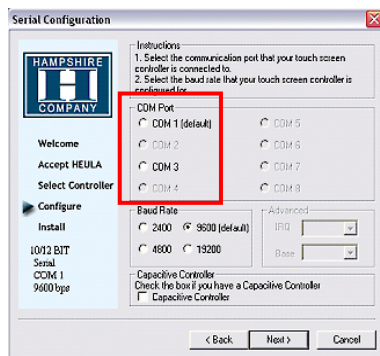 Serial Configuration
HAMPSHIRE
COMPANY
Welcome
Accept HEULA
Select Controller
Configure
Install
10/12 BIT
Serial
COM 1
9600 bps
Instructions
1. Select the communication port that your touch screen
controller is connected to.
2. Select the baud rate that your touch screen controller is
configured for.
COM Port
COM 1 (default)
COM 5
COM 2
COM 6
COM 3
COM 7
COM 4
COM 8
Baud Rate
2400
9600 (default)
4800
19200
Advanced
IRQ
Base
Capacitive Controller
Check the box if you have a Capacitive Controller
Capacitive Controller
< Back
Next >
Cancel